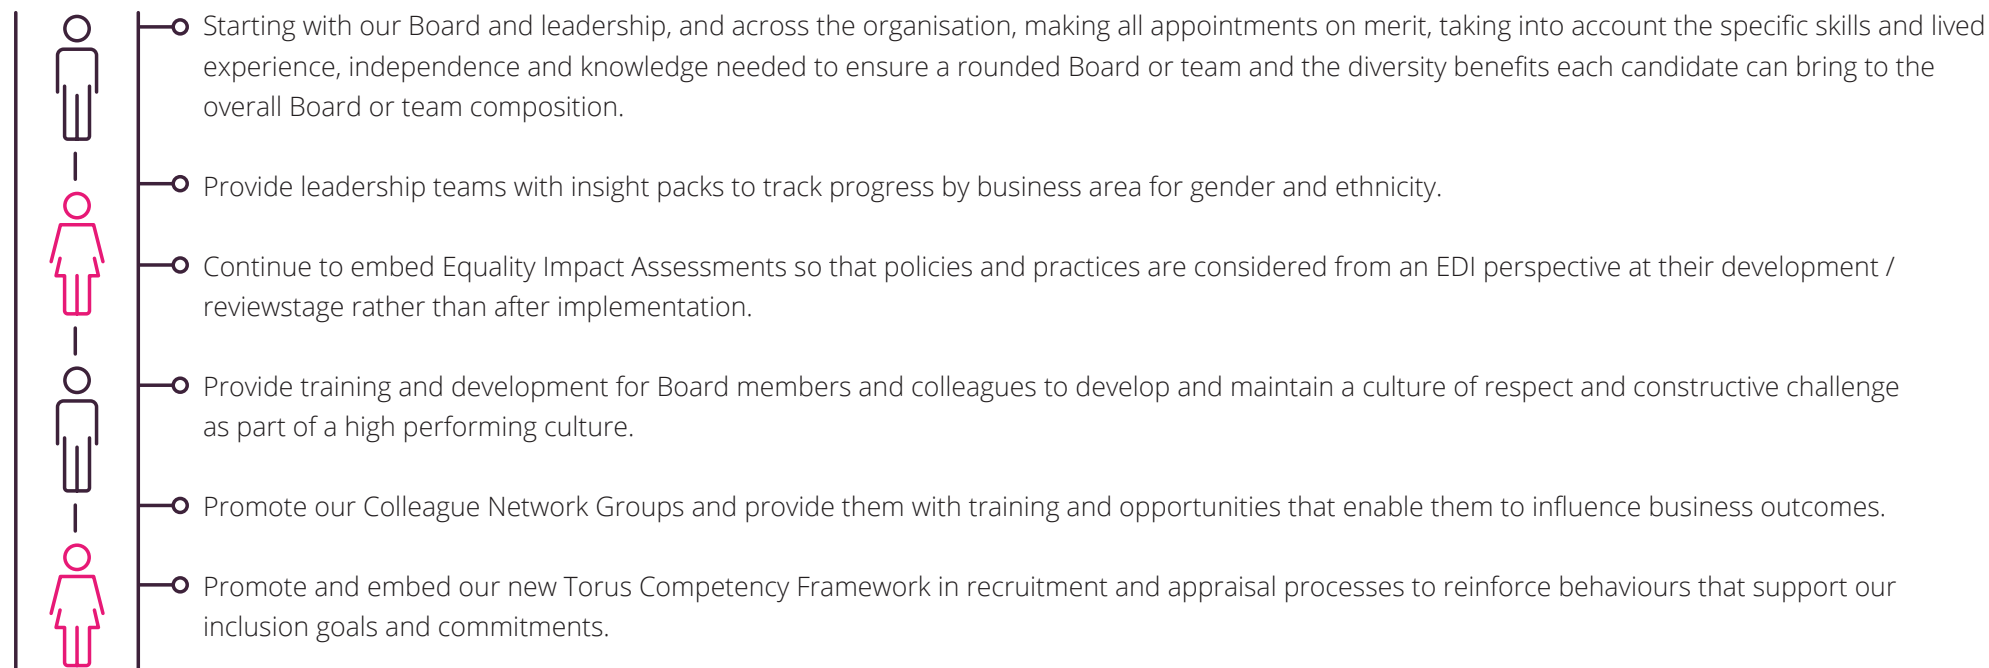 Starting with our Board and leadership, and across the organisation, making all appointments on merit, taking into account the specific skills and lived
experience, independence and knowledge needed to ensure a rounded Board or team and the diversity benefits each candidate can bring to the
overall Board or team composition.
Provide leadership teams with insight packs to track progress by business area for gender and ethnicity.
Continue to embed Equality Impact Assessments so that policies and practices are considered from an EDI perspective at their development /
reviewstage rather than after implementation.
Provide training and development for Board members and colleagues to develop and maintain a culture of respect and constructive challenge
as part of a high performing culture.
Promote our Colleague Network Groups and provide them with training and opportunities that enable them to influence business outcomes.
Promote and embed our new Torus Competency Framework in recruitment and appraisal processes to reinforce behaviours that support our
inclusion goals and commitments.